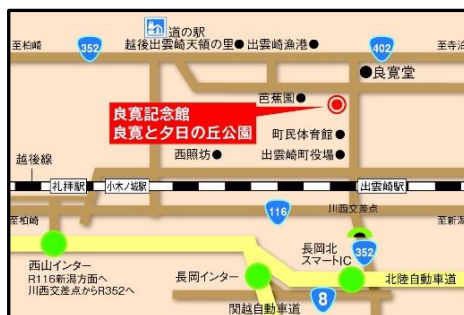 道の駅
越後出雲崎天領の里
出雲崎漁港
至柏崎
352
402
至寺泊
良寛堂
芭蕉園
良寛記念館
良寛と夕日の丘公園
町民体育館
西照坊
出雲崎町役場
越後線
礼拝駅
小木ノ城駅
出雲崎駅
116
川西交差点
至柏崎
至新潟
西山インター
R116新潟方面へ
川西交差点からR352へ
長岡インター
長岡北
スマートIC
352
北陸自動車道
8
関越自動車道